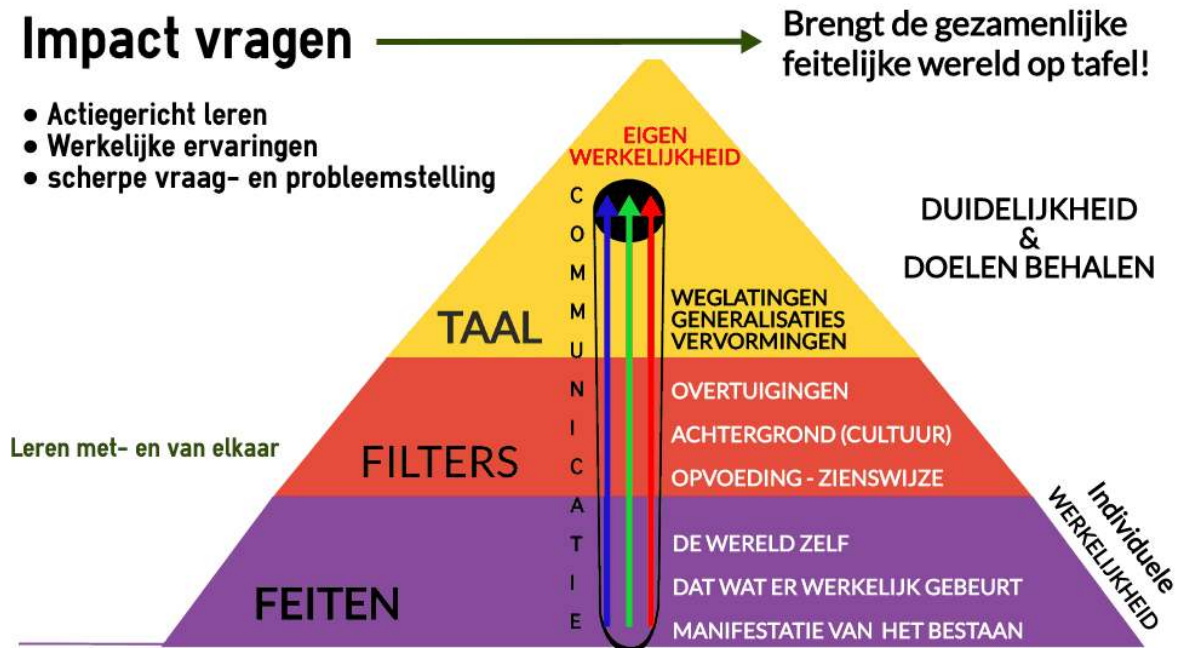 Impact vragen
Brengt de gezamenlijke
feitelijke wereld op tafel!
● Actiegericht leren
● Werkelijke ervaringen
● scherpe vraag- en probleemstelling
EIGEN
WERKELIJKHEID
COMMUNICATIE
DUIDELIJKHEID
&
DOELEN BEHALEN
TAAL
WEGLATINGEN
GENERALISATIES
VERVORMINGEN
Leren met- en van elkaar
FILTERS
OVERTUIGINGEN
ACHTERGROND (CULTUUR)
OPVOEDING - ZIENSWIJZE
FEITEN
DE WERELD ZELF
DAT WAT ER WERKELIJK GEBEURT
MANIFESTATIE VAN HET BESTAAN
Individuele
WERKELIJKHEID